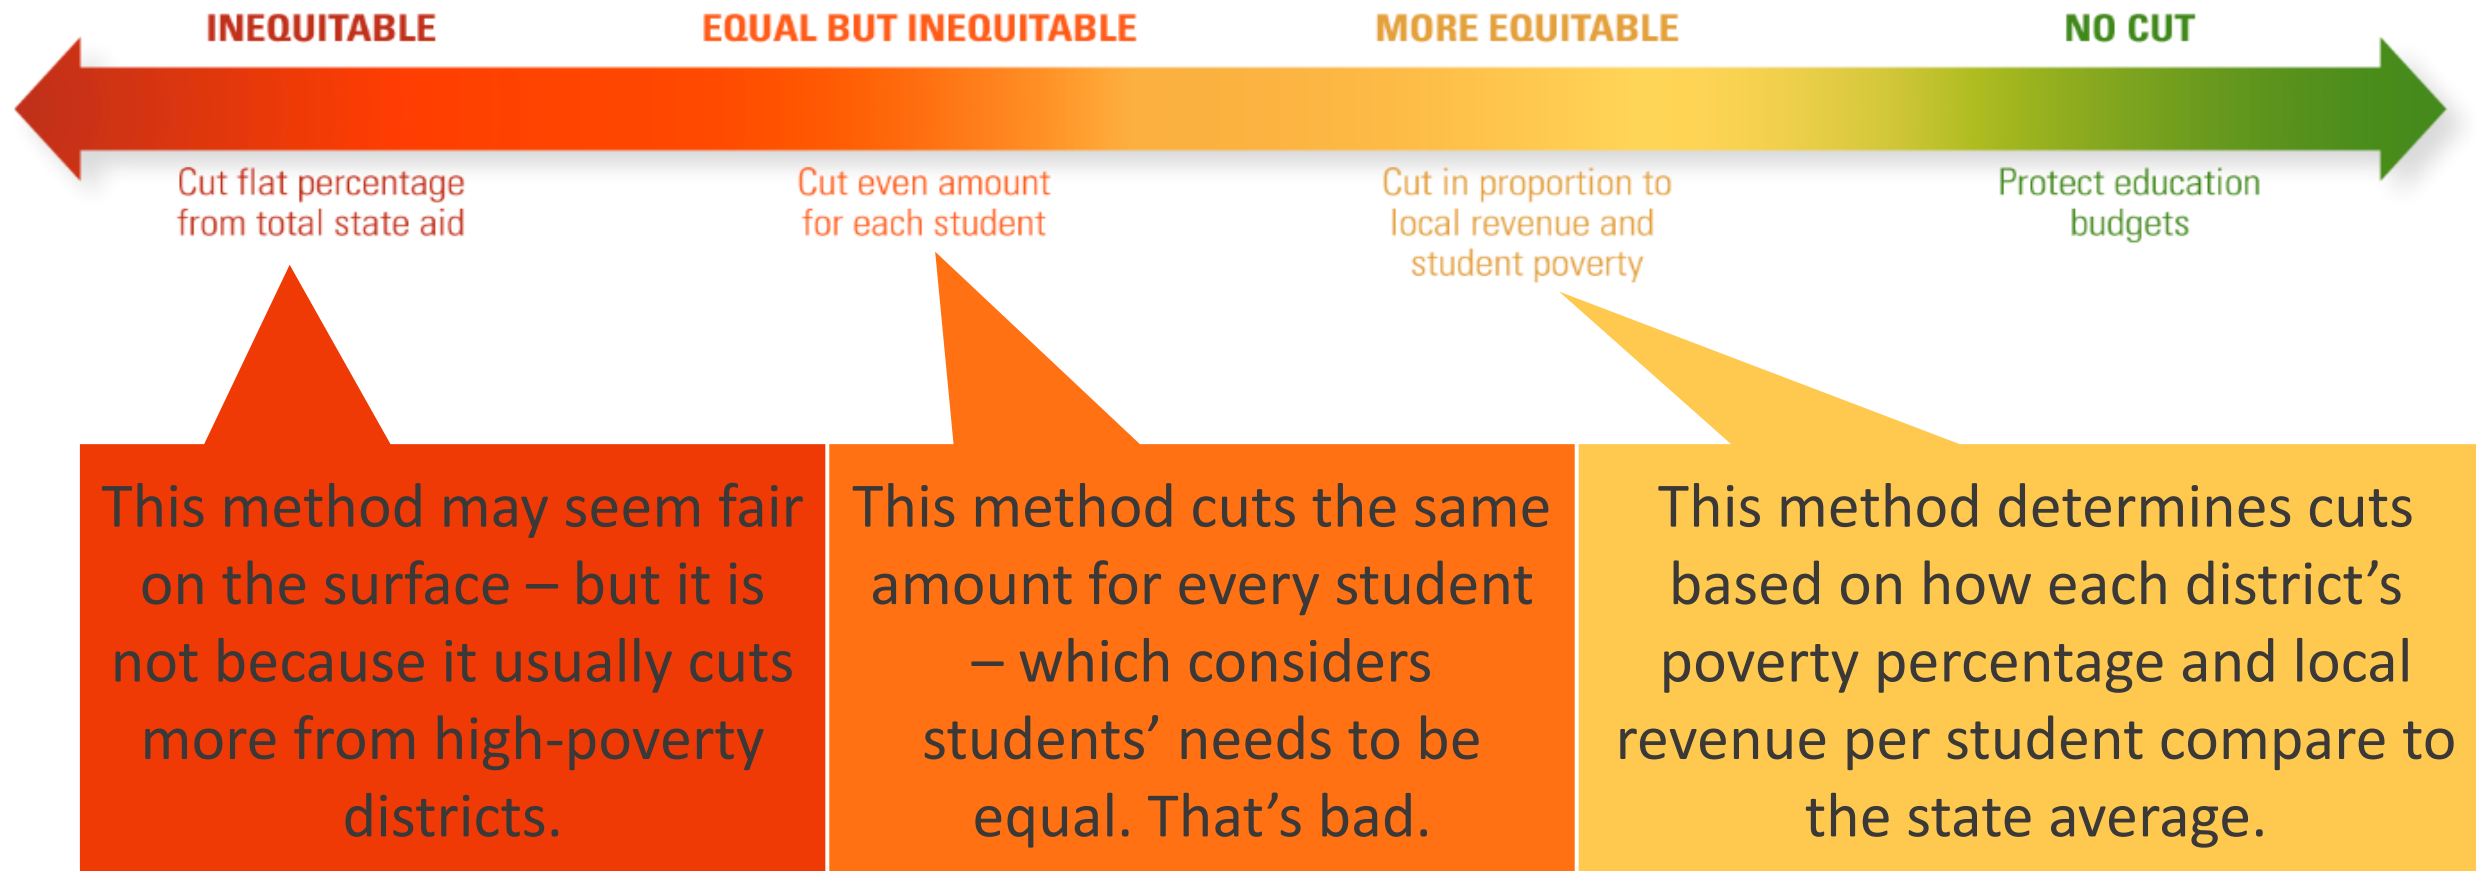 INEQUITABLE
EQUAL BUT INEQUITABLE
MORE EQUITABLE
NO CUT
Cut flat percentage
from total state aid
Cut even amount
for each student
Cut in proportion to
local revenue and
student poverty
Protect education
budgets
This method may seem fair
on the surface – but it is
not because it usually cuts
more from high-poverty
districts.
This method cuts the same
amount for every student
– which considers
students’ needs to be
equal. That’s bad.
This method determines cuts
based on how each district’s
poverty percentage and local
revenue per student compare to
the state average.